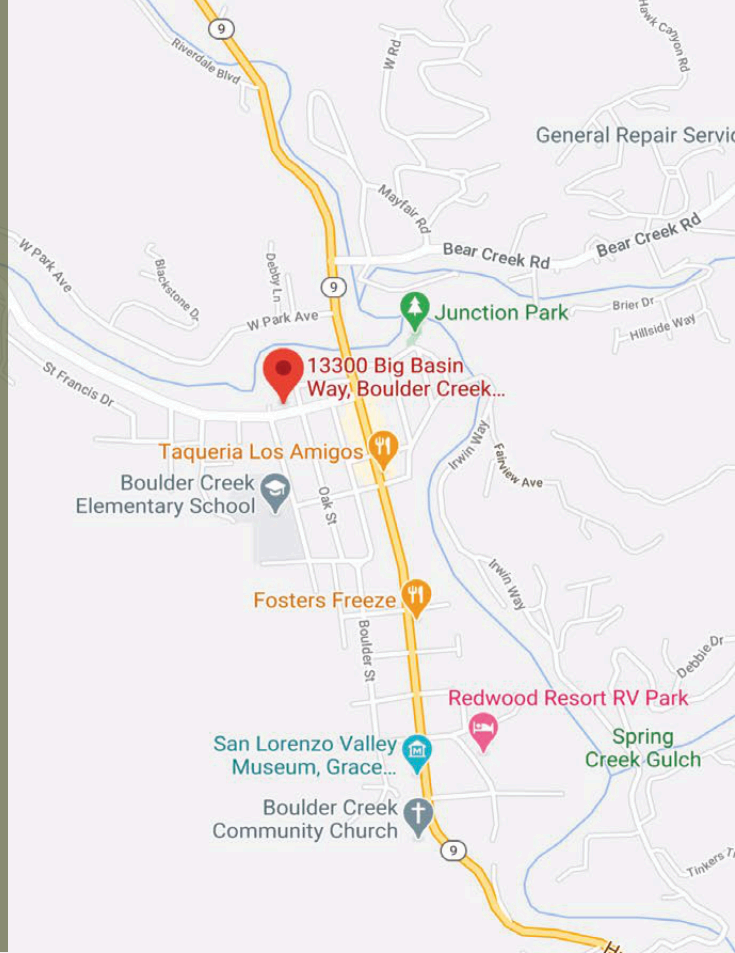 9
Riverdale Blvd
W Rd
Hawk Canyon Rd
General Repair Servic
Mayfair Rd
Bear Creek Rd
Bear Creek Rd
W Park Ave
Blackstone D
Debby Ln
9
W Park Ave
Junction Park
Brier Dr
Hillside Way
St Francis Dr
13300 Big Basin
Way, Boulder Creek...
Taqueria Los Amigos
Irwin Way
Fairview Ave
Boulder Creek
Elementary School
Oak St
Irwin Way
Fosters Freeze
Boulder St
Debbie Dr
Redwood Resort RV Park
Spring
Creek Gulch
San Lorenzo Valley
Museum, Grace...
Boulder Creek
Community Church
9
Tinkers T
H